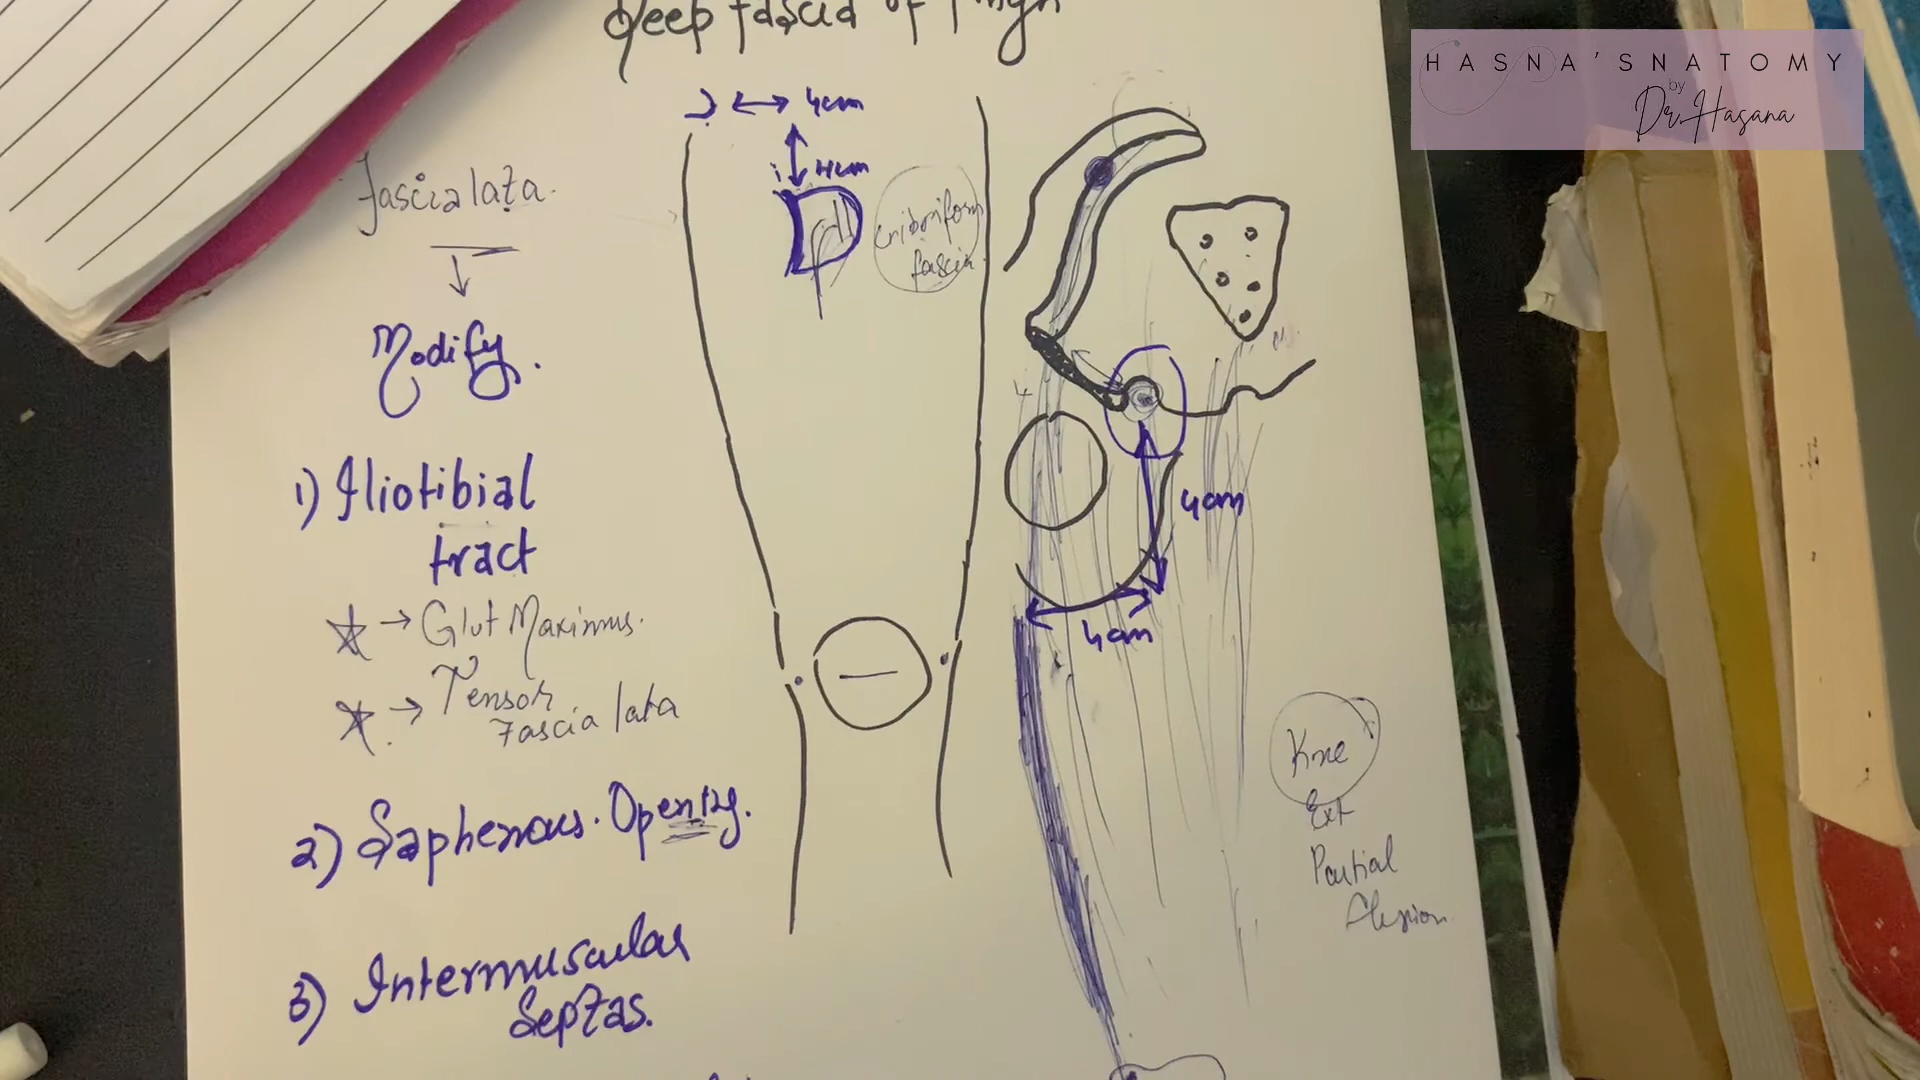 deep fascia of Thigh
HASNA'SNATOMY
by
Dr.Hasana
4cm
4cm
fascia lata.
cribriform
fascia.
Modify.
1) Iliotibial
tract
4cm
4cm
→ Glut Maximus.
→ Tensor
Fascia lata
Knee
Ext
Partial
flexion
2) Saphenous. Opening.
3) Intermuscular
Septas.